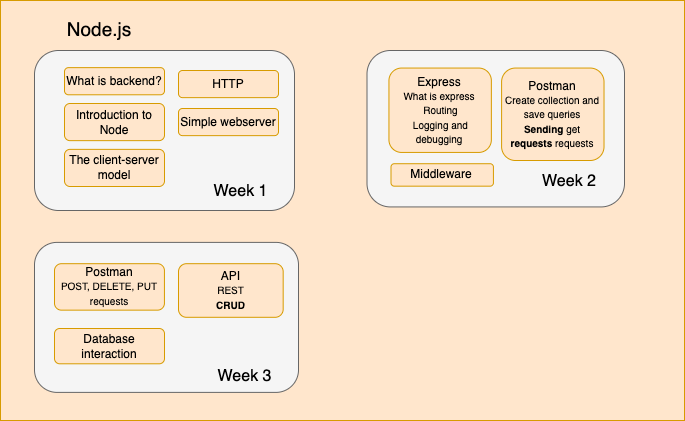 Node.js
What is backend?
Introduction to
Node
The client-server
model
HTTP
Simple webserver
Week 1
Express
What is express
Routing
Logging and
debugging
Middleware
Postman
Create collection and
save queries
Sending get
requests requests
Week 2
Postman
POST, DELETE, PUT
requests
Database
interaction
API
REST
CRUD
Week 3